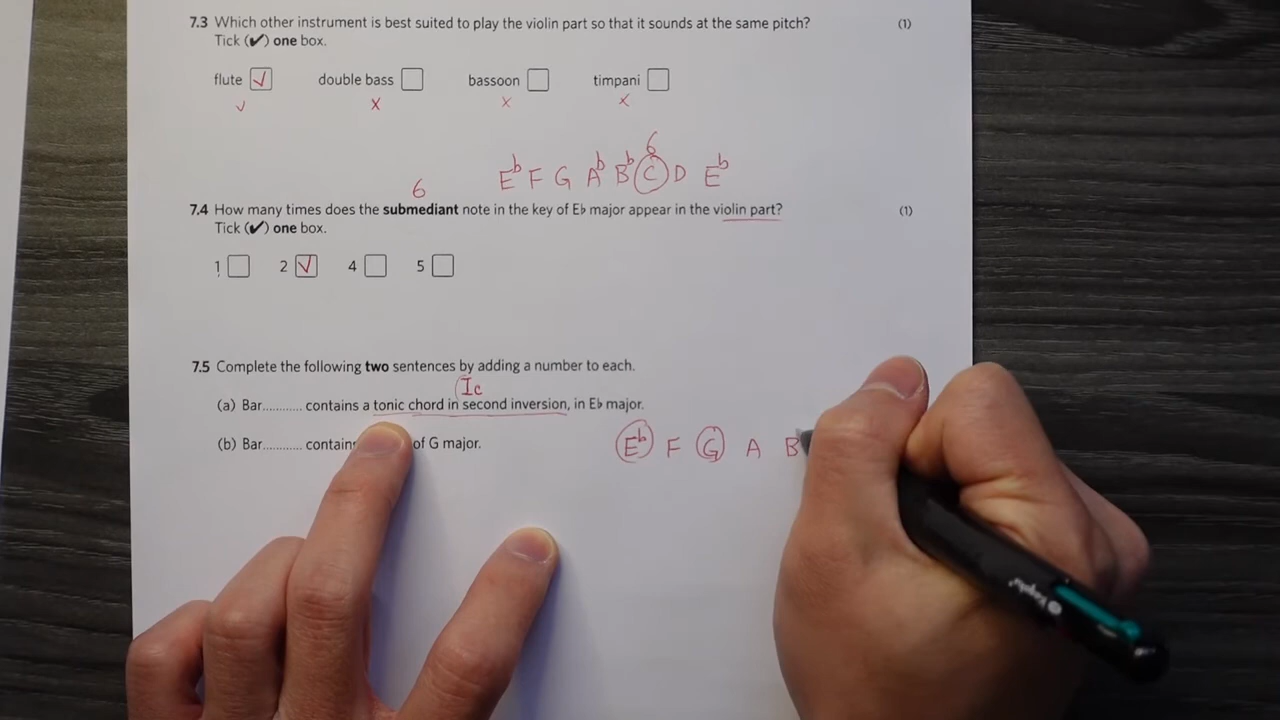 7.3 Which other instrument is best suited to play the violin part so that it sounds at the same pitch? (1)
Tick (✔) one box.
flute ✓ double bass bassoon timpani
✓ x x x
6
E♭ F G A♭ B♭ C D E♭
6
7.4 How many times does the submediant note in the key of E♭ major appear in the violin part? (1)
Tick (✔) one box.
1 2 ✓ 4 5
7.5 Complete the following two sentences by adding a number to each.
Ic
(a) Bar........... contains a tonic chord in second inversion, in E♭ major.
(b) Bar.......... of G major.
E♭ F G A B